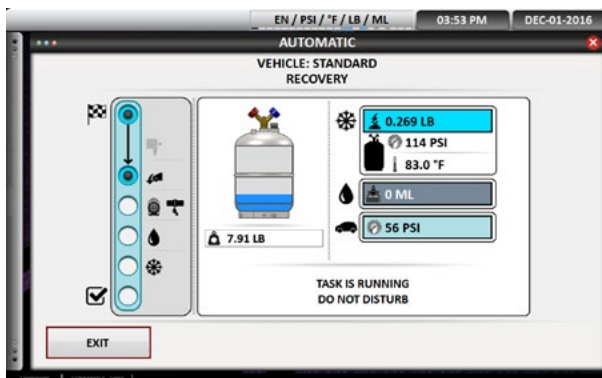 EN / PSI / °F / LB / ML
03:53 PM
DEC-01-2016
AUTOMATIC
VEHICLE: STANDARD
RECOVERY
0.269 LB
114 PSI
83.0 °F
0 ML
7.91 LB
56 PSI
TASK IS RUNNING
DO NOT DISTURB
EXIT